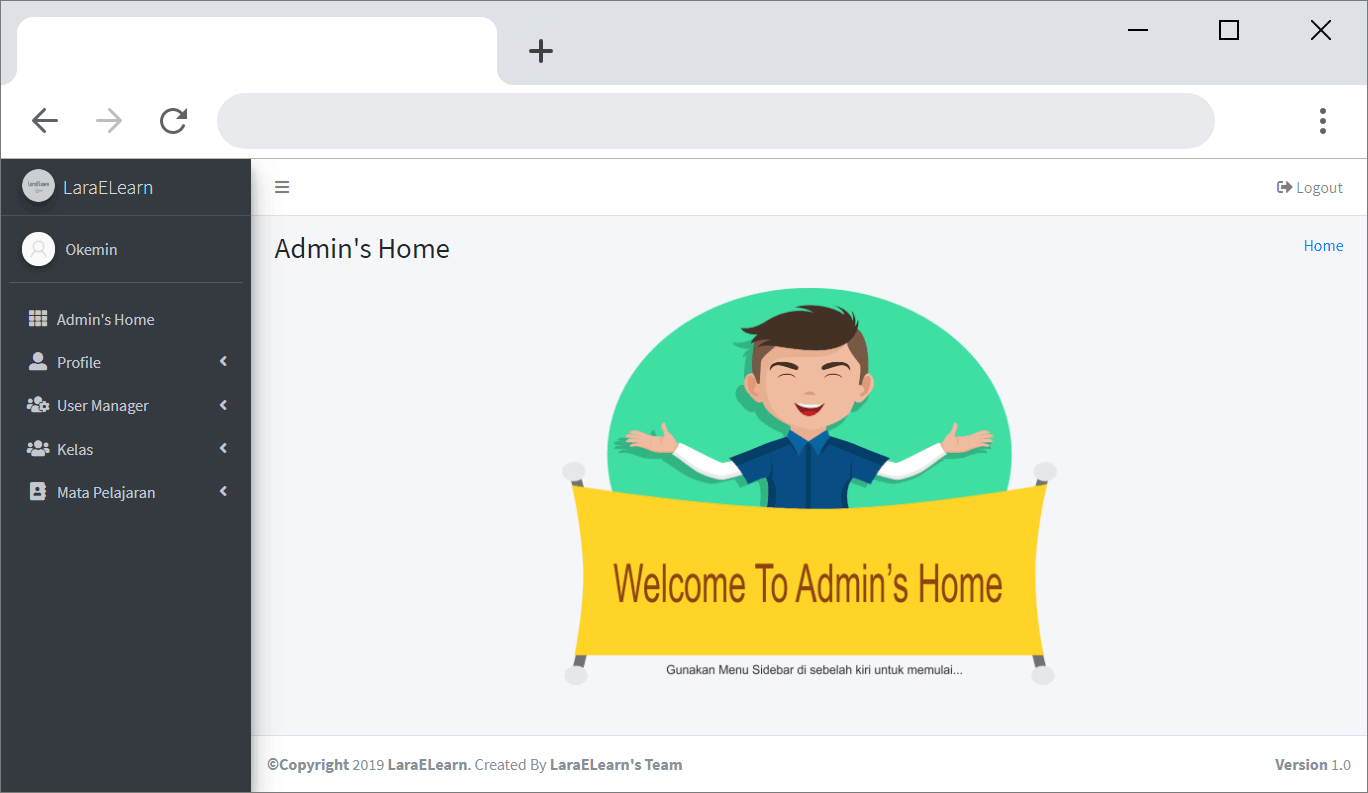 LaraELearn
Logout
Okemin
Admin's Home
Home
Admin's Home
Profile
User Manager
Kelas
Mata Pelajaran
Welcome To Admin’s Home
Gunakan Menu Sidebar di sebelah kiri untuk memulai...
©Copyright 2019 LaraELearn. Created By LaraELearn's Team
Version 1.0